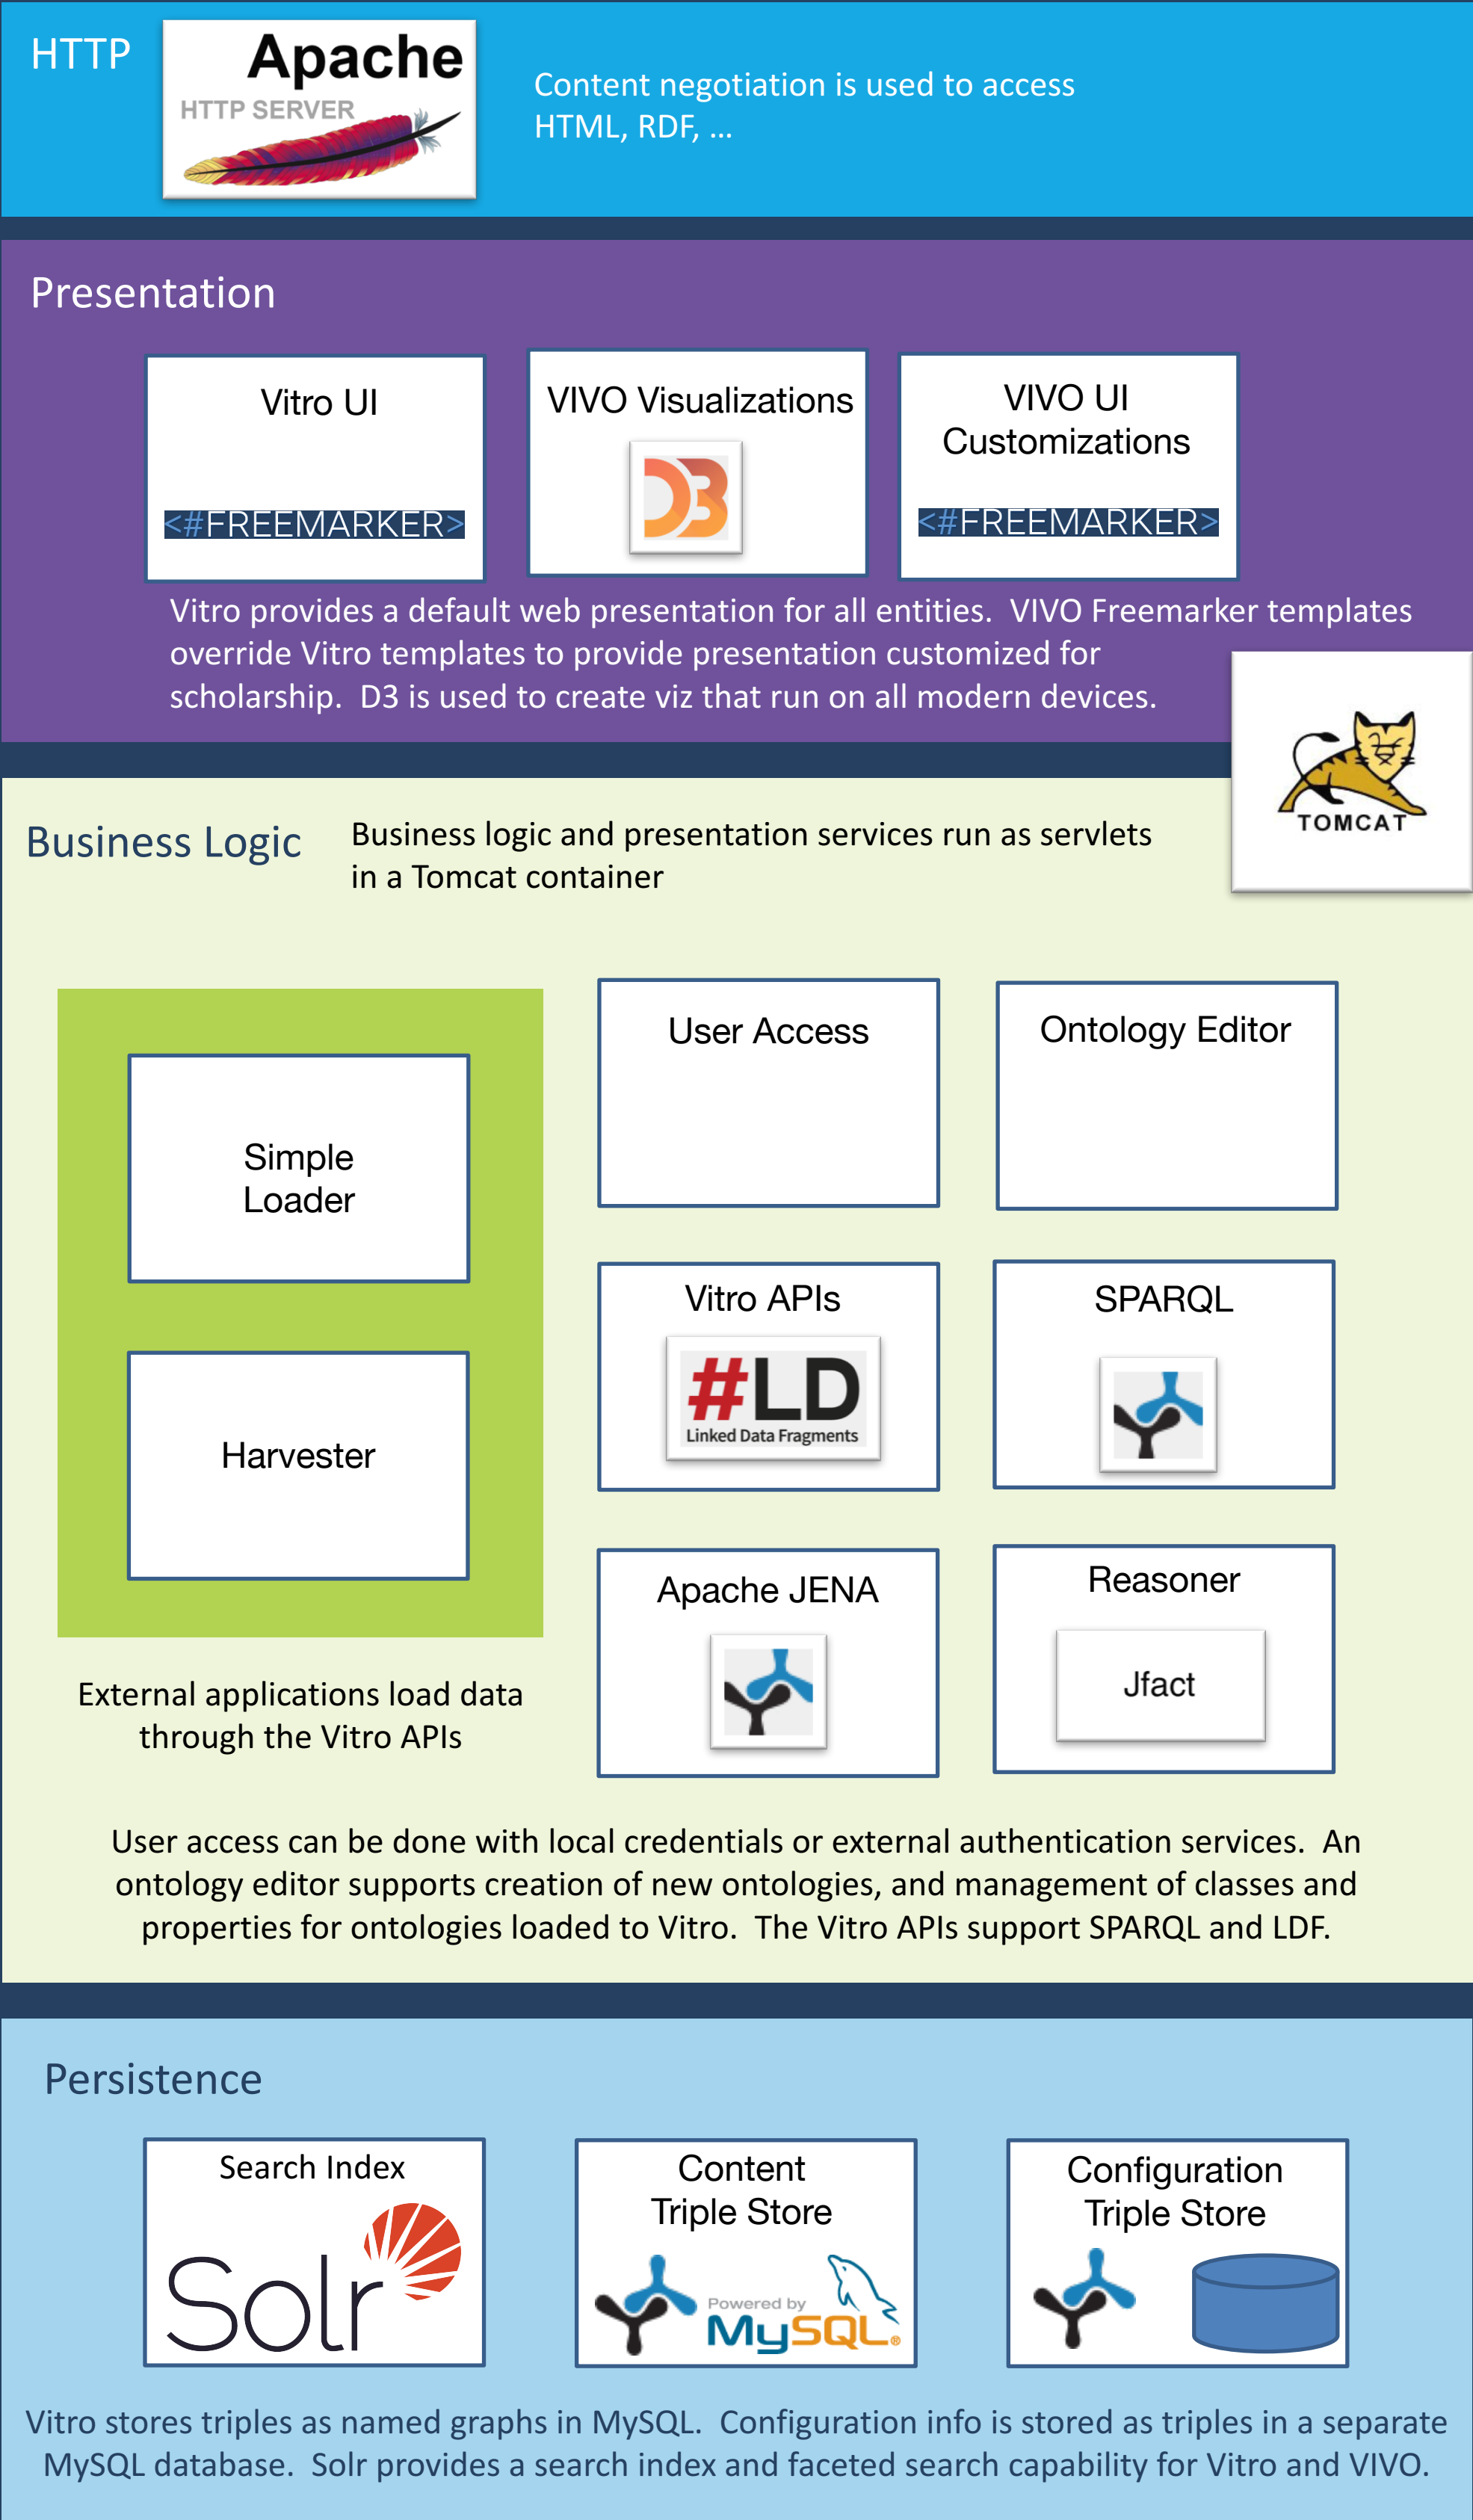 HTTP
Apache
HTTP SERVER
Content negotiation is used to access
HTML, RDF, ...
Presentation
Vitro UI
<#FREEMARKER>
VIVO Visualizations
D3
VIVO UI
Customizations
<#FREEMARKER>
Vitro provides a default web presentation for all entities.  VIVO Freemarker templates
override Vitro templates to provide presentation customized for
scholarship.  D3 is used to create viz that run on all modern devices.
TOMCAT
Business Logic
Business logic and presentation services run as servlets
in a Tomcat container
Simple
Loader
Harvester
External applications load data
through the Vitro APIs
User Access
Ontology Editor
Vitro APIs
#LD
Linked Data Fragments
SPARQL
Apache JENA
Reasoner
Jfact
User access can be done with local credentials or external authentication services.  An
ontology editor supports creation of new ontologies, and management of classes and
properties for ontologies loaded to Vitro.  The Vitro APIs support SPARQL and LDF.
Persistence
Search Index
Solr
Content
Triple Store
Powered by
MySQL®
Configuration
Triple Store
Vitro stores triples as named graphs in MySQL.  Configuration info is stored as triples in a separate
MySQL database.  Solr provides a search index and faceted search capability for Vitro and VIVO.